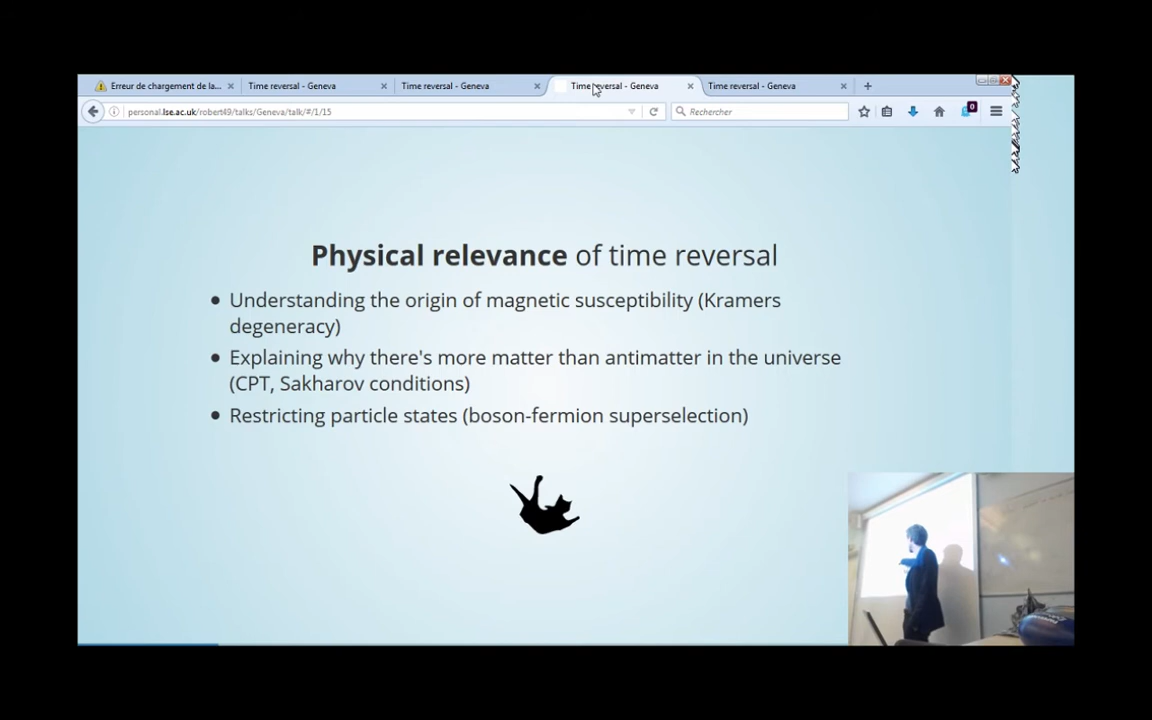 Erreur de chargement de la...
Time reversal - Geneva
Time reversal - Geneva
Time reversal - Geneva
Time reversal - Geneva
personal.lse.ac.uk/robert49/talks/Geneva/talk/#/1/15
Rechercher
0
Physical relevance of time reversal
• Understanding the origin of magnetic susceptibility (Kramers
degeneracy)
• Explaining why there's more matter than antimatter in the universe
(CPT, Sakharov conditions)
• Restricting particle states (boson-fermion superselection)